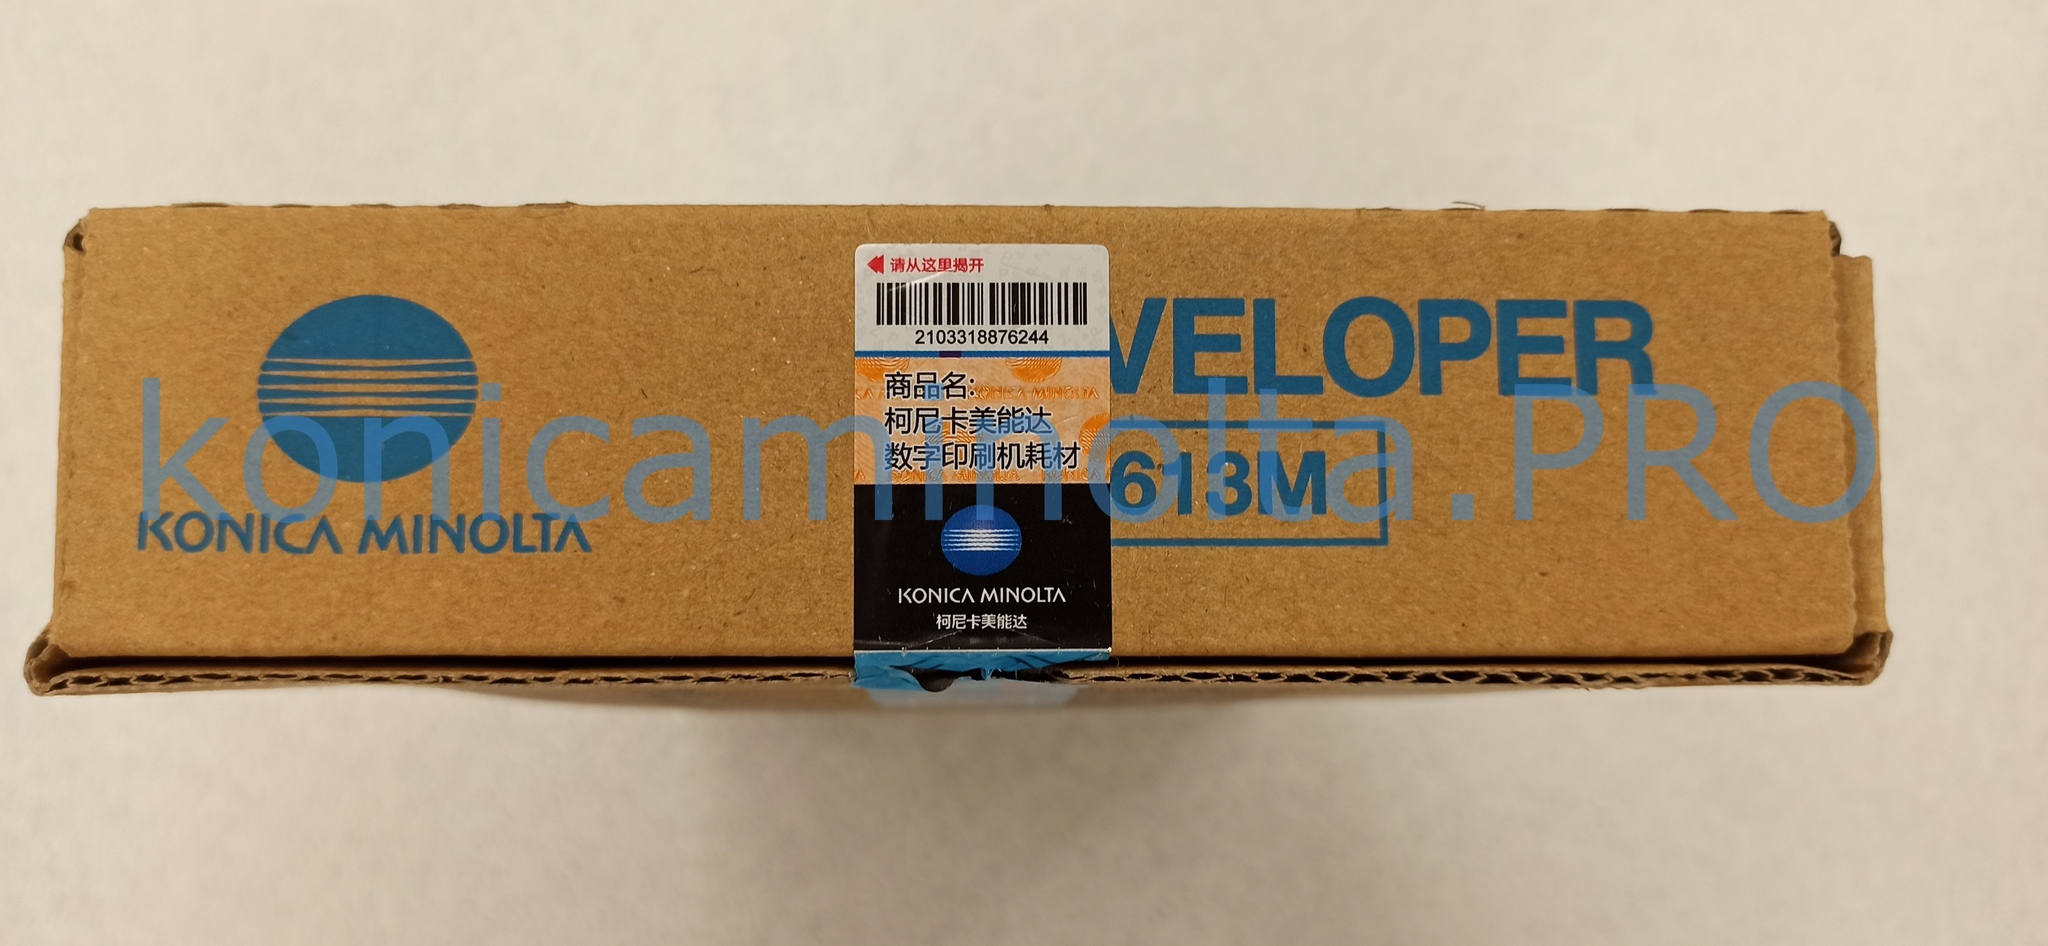 KONICA MINOLTA
请从这里揭开
2103318876244
商品名:
柯尼卡美能达
数字印刷机耗材
KONICA MINOLTA
柯尼卡美能达
VELOPER
613M
konicaminolta.PRO